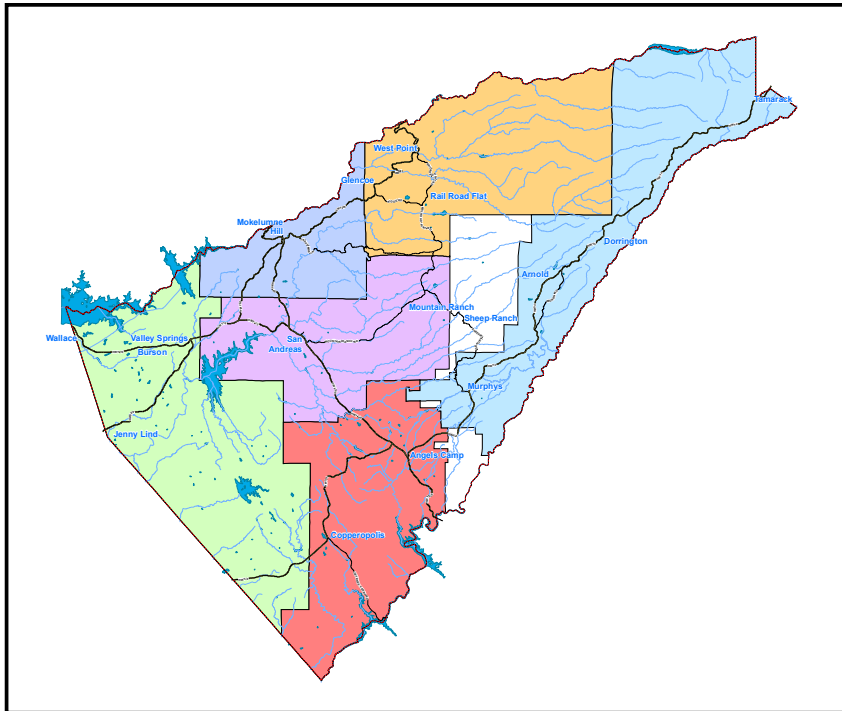 Tamarack
West Point
Glencoe
Rail Road Flat
Mokelumne
Hill
Dorrington
Arnold
Mountain Ranch
Sheep Ranch
Wallace
Valley Springs
Burson
San
Andreas
Murphys
Jenny Lind
Angels Camp
Copperopolis